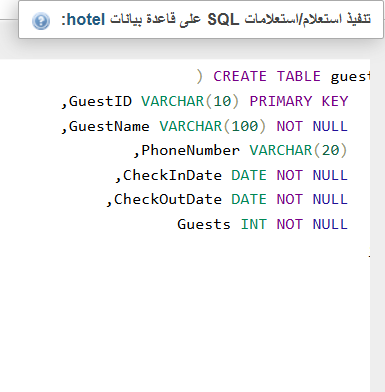 تنفيذ استعلام/استعلامات SQL على قاعدة بيانات hotel:
CREATE TABLE guest (
GuestID VARCHAR(10) PRIMARY KEY,
GuestName VARCHAR(100) NOT NULL,
PhoneNumber VARCHAR(20),
CheckInDate DATE NOT NULL,
CheckOutDate DATE NOT NULL,
Guests INT NOT NULL